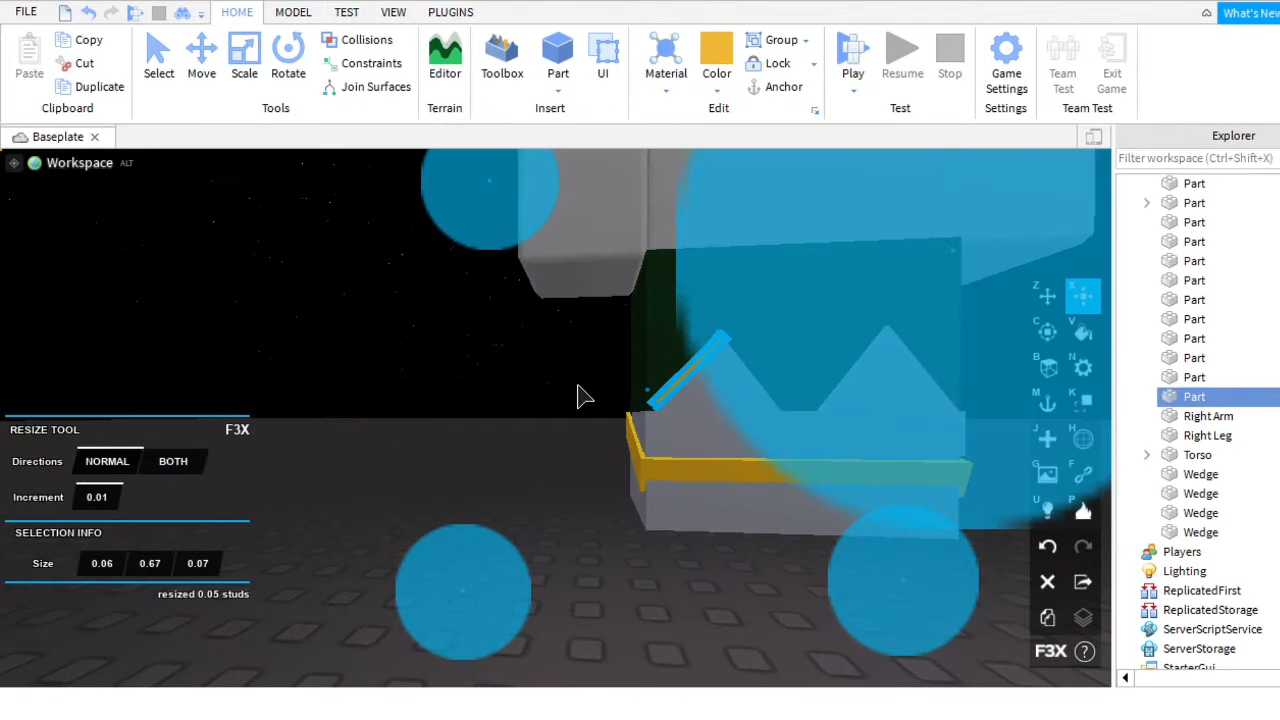 FILE HOME MODEL TEST VIEW PLUGINS What's New
Paste Copy Cut Duplicate Clipboard
Select Move Scale Rotate Collisions Constraints Join Surfaces Tools
Editor Terrain
Toolbox Part UI Insert
Material Color Group Lock Anchor Edit
Play Resume Stop Test
Game Settings Settings
Team Test Exit Game Team Test
Baseplate
Explorer
Workspace ALT
Filter workspace (Ctrl+Shift+X)
Part
Part
Part
Part
Part
Part
Part
Part
Part
Part
Part
Part
Right Arm
Right Leg
Torso
Wedge
Wedge
Wedge
Wedge
Players
Lighting
ReplicatedFirst
ReplicatedStorage
ServerScriptService
ServerStorage
StarterGui
RESIZE TOOL F3X
Directions NORMAL BOTH
Increment 0.01
SELECTION INFO
Size 0.06 0.67 0.07
resized 0.05 studs
Z X
C V
B N
M K
J H
G F
U P
F3X ?